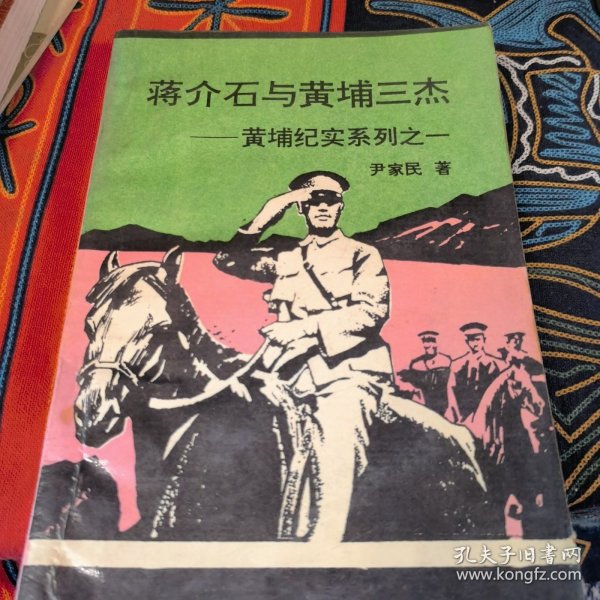 蒋介石与黄埔三杰
——黄埔纪实系列之一
尹家民 著
孔夫子旧书网
www.kongfz.com